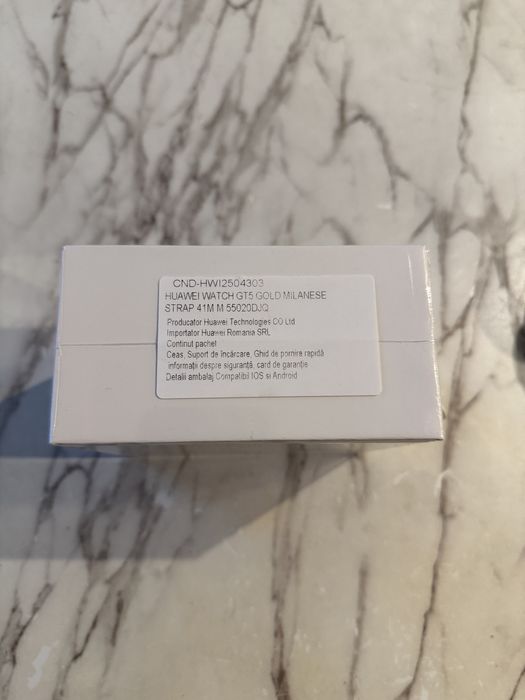 CND-HWI2504303
HUAWEI WATCH GT5 GOLD MILANESE
STRAP 41M M 55020DJQ
Producator Huawei Technologies CO Ltd
Importator Huawei Romania SRL
Continut pachet
Ceas, Suport de încărcare, Ghid de pornire rapidă
informații despre siguranță, card de garanție
Detalii ambalaj Compatibil IOS si Android